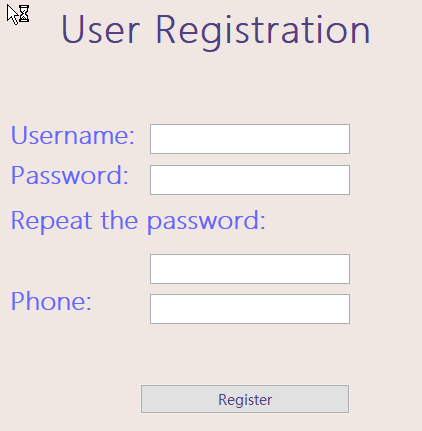 User Registration
Username:
Password:
Repeat the password:
Phone:
Register